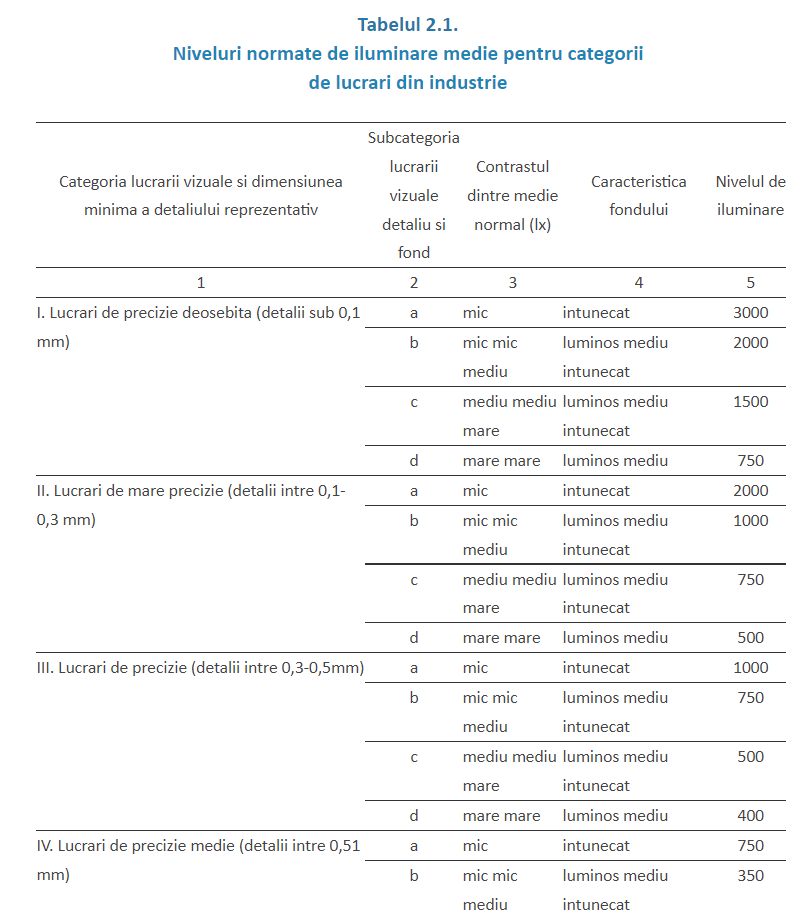 Tabelul 2.1.
Niveluri normate de iluminare medie pentru categorii
de lucrari din industrie
Categoria lucrarii vizuale si dimensiunea
minima a detaliului reprezentativ
Subcategoria
lucrarii
vizuale
detaliu si
fond
Contrastul
dintre medie
normal (lx)
Caracteristica
fondului
Nivelul de
iluminare
1 2 3 4 5
I. Lucrari de precizie deosebita (detalii sub 0,1 a mic intunecat 3000
mm) b mic mic luminos mediu 2000
mediu intunecat
c mediu mediu luminos mediu 1500
mare intunecat
d mare mare luminos mediu 750
II. Lucrari de mare precizie (detalii intre 0,1- a mic intunecat 2000
0,3 mm) b mic mic luminos mediu 1000
mediu intunecat
c mediu mediu luminos mediu 750
mare intunecat
d mare mare luminos mediu 500
III. Lucrari de precizie (detalii intre 0,3-0,5mm) a mic intunecat 1000
b mic mic luminos mediu 750
mediu intunecat
c mediu mediu luminos mediu 500
mare intunecat
d mare mare luminos mediu 400
IV. Lucrari de precizie medie (detalii intre 0,51 a mic intunecat 750
mm) b mic mic luminos mediu 350
mediu intunecat